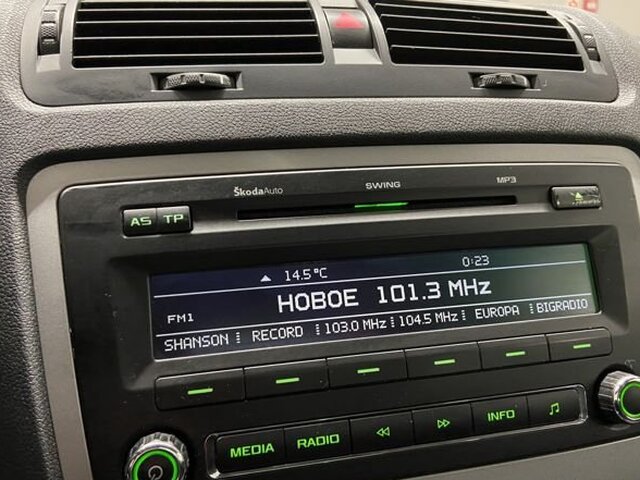 ŠkodaAuto SWING MP3
AS TP
14.5°C 0:23
HOBOE 101.3 MHz
FM1
SHANSON RECORD 103.0 MHz 104.5 MHz EUROPA BIGRADIO
MEDIA RADIO INFO